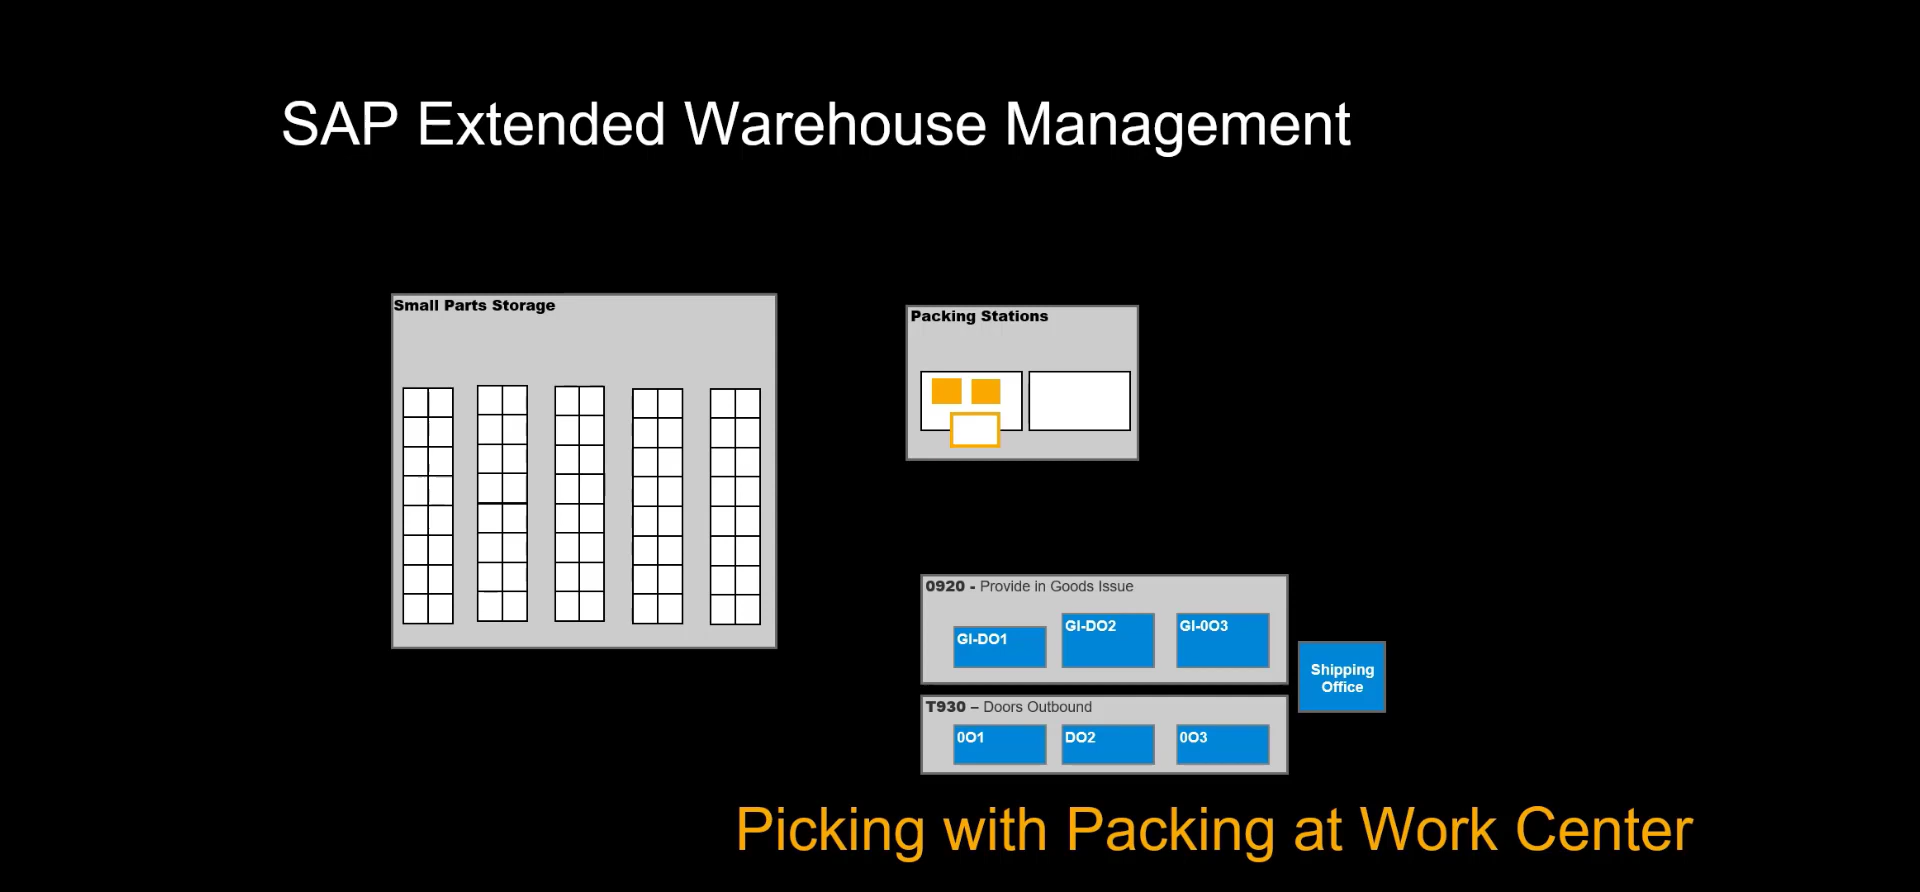 SAP Extended Warehouse Management
Small Parts Storage
Packing Stations
0920 - Provide in Goods Issue
GI-DO1
GI-DO2
GI-0O3
Shipping
Office
T930 – Doors Outbound
0O1
DO2
0O3
Picking with Packing at Work Center